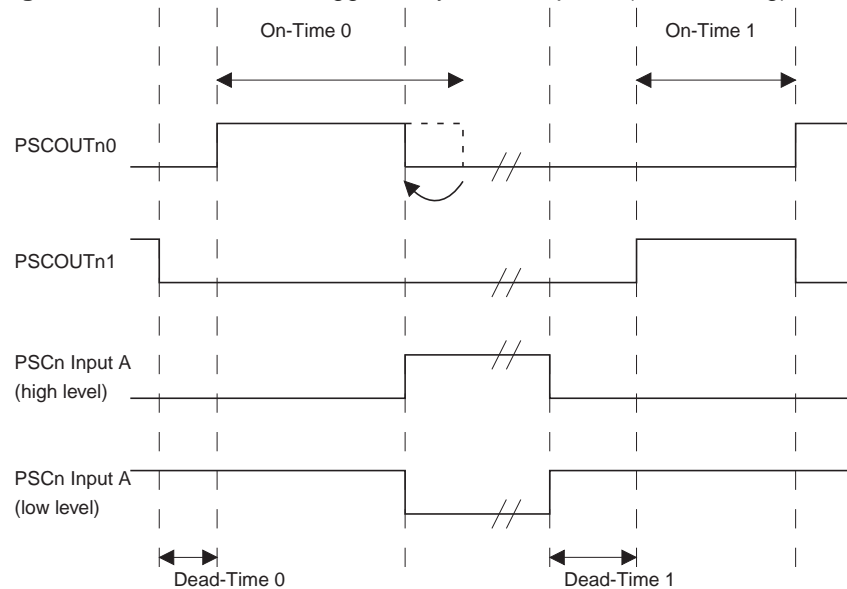 On-Time 0
On-Time 1
PSCOUTn0
PSCOUTn1
PSCn Input A
(high level)
PSCn Input A
(low level)
Dead-Time 0
Dead-Time 1